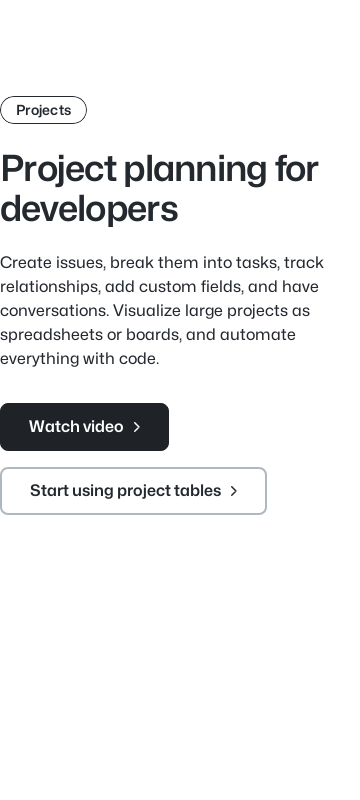 Projects
Project planning for
developers
Create issues, break them into tasks, track
relationships, add custom fields, and have
conversations. Visualize large projects as
spreadsheets or boards, and automate
everything with code.
Watch video
Start using project tables